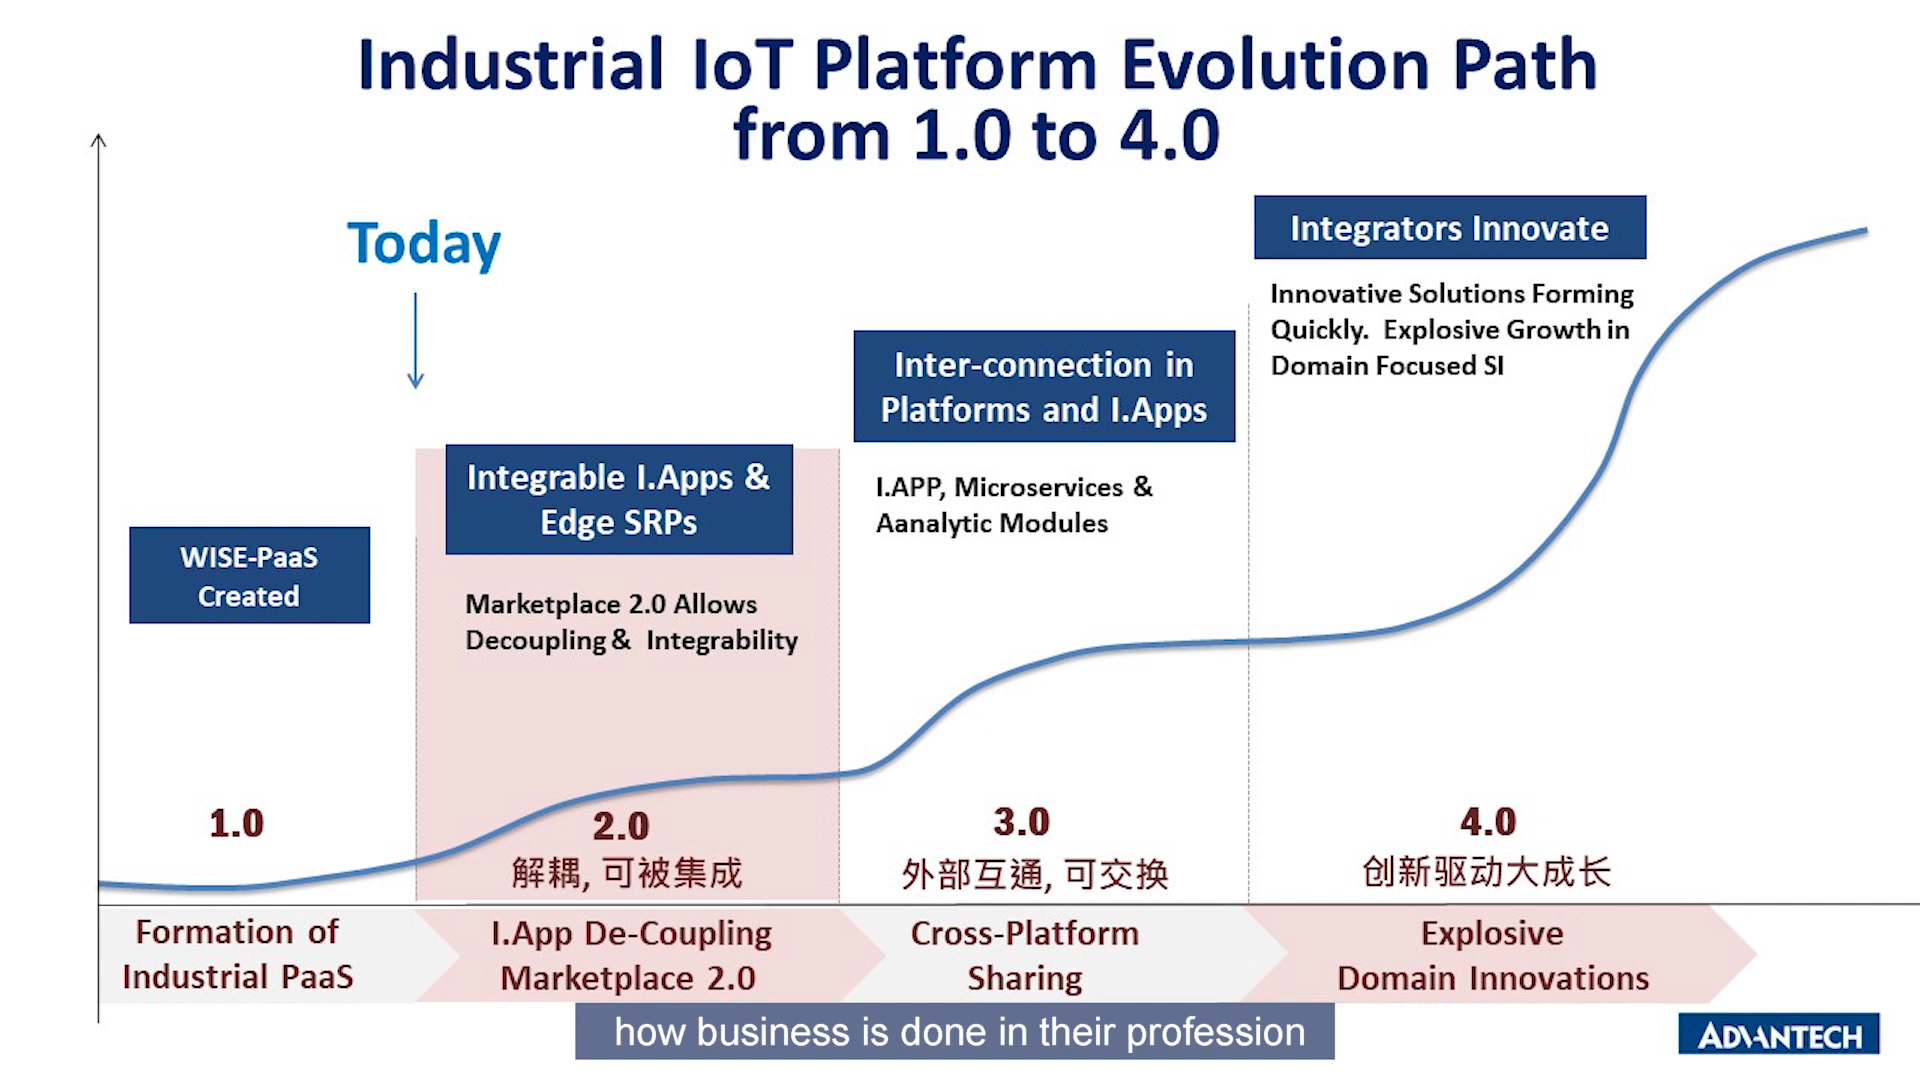 Industrial IoT Platform Evolution Path
from 1.0 to 4.0
Today
WISE-PaaS
Created
Integrable I.Apps &
Edge SRPs
Marketplace 2.0 Allows
Decoupling & Integrability
Inter-connection in
Platforms and I.Apps
I.APP, Microservices &
Aanalytic Modules
Integrators Innovate
Innovative Solutions Forming
Quickly. Explosive Growth in
Domain Focused SI
1.0
2.0
解耦, 可被集成
3.0
外部互通, 可交换
4.0
创新驱动大成长
Formation of
Industrial PaaS
I.App De-Coupling
Marketplace 2.0
Cross-Platform
Sharing
Explosive
Domain Innovations
how business is done in their profession
ADVANTECH